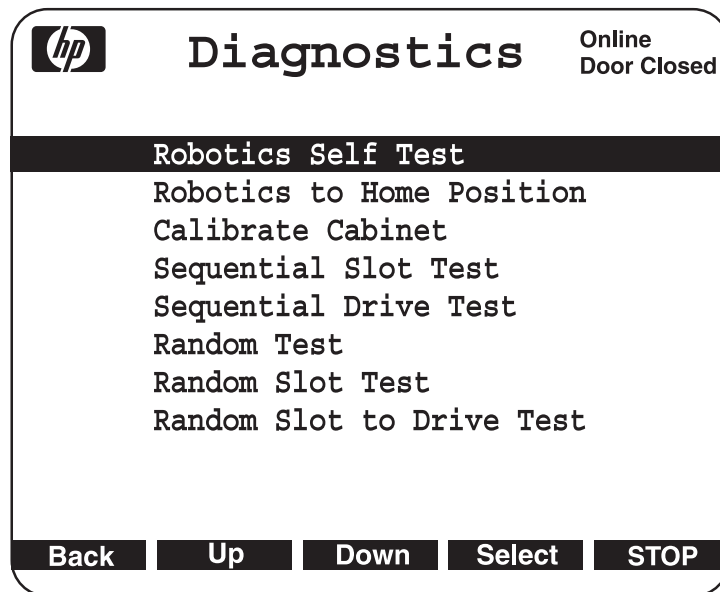 hp
Diagnostics
Online
Door Closed
Robotics Self Test
Robotics to Home Position
Calibrate Cabinet
Sequential Slot Test
Sequential Drive Test
Random Test
Random Slot Test
Random Slot to Drive Test
Back Up Down Select STOP